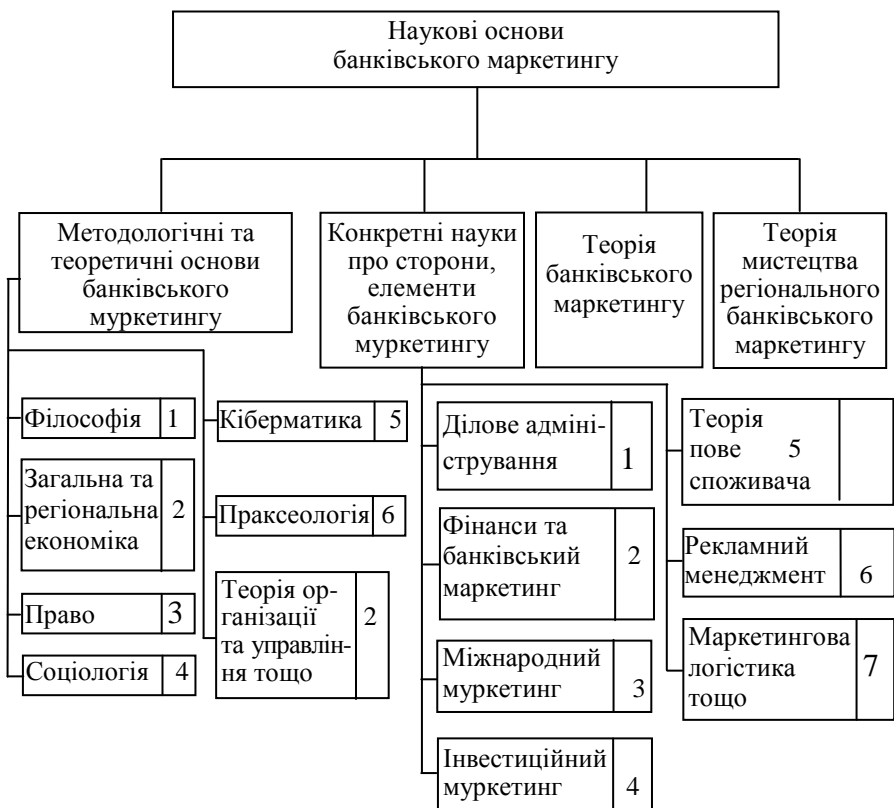 Наукові основи
банківського маркетингу
Методологічні та
теоретичні основи
банківського
муркетингу
Конкретні науки
про сторони,
елементи
банківського
муркетингу
Теорія
банківського
маркетингу
Теорія
мистецтва
регіонального
банківського
маркетингу
Філософія 1
Загальна та
регіональна 2
економіка
Право 3
Соціологія 4
Кіберматика 5
Праксеологія 6
Теорія ор-
ганізації 2
та управлін-
ня тощо
Ділове адміні-
стрування 1
Фінанси та
банківський 2
маркетинг
Міжнародний
муркетинг 3
Інвестиційний
муркетинг 4
Теорія
пове 5
споживача
Рекламний
менеджмент 6
Маркетингова
логістика 7
тощо